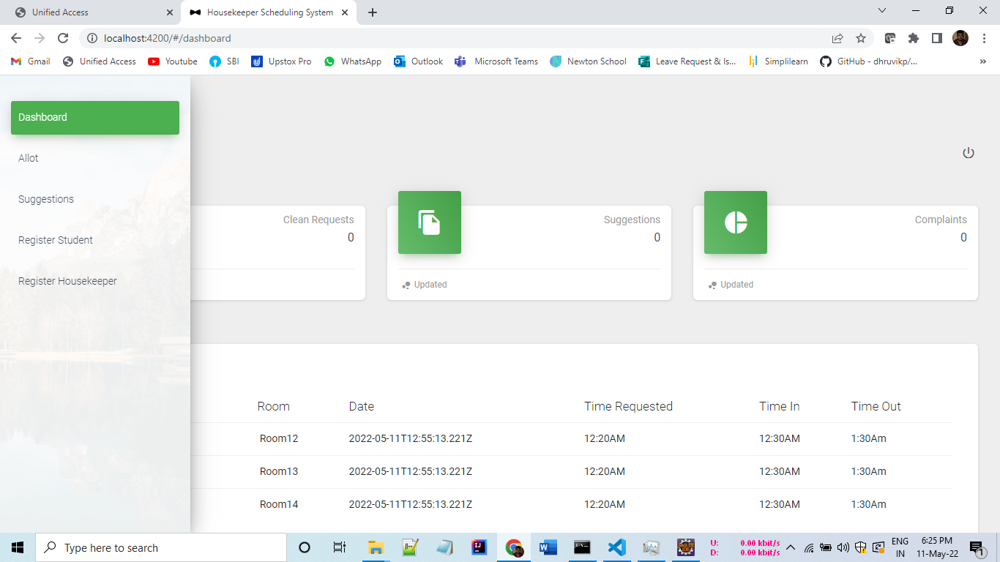 Unified Access
Housekeeper Scheduling System
localhost:4200/#/dashboard
Gmail
Unified Access
Youtube
SBI
Upstox Pro
WhatsApp
Outlook
Microsoft Teams
Newton School
Leave Request & Is...
Simplilearn
GitHub - dhruvikp/...
»
Dashboard
Allot
Suggestions
Register Student
Register Housekeeper
Clean Requests
0
Suggestions
0
Updated
Complaints
0
Updated
Room Date Time Requested Time In Time Out
Room12 2022-05-11T12:55:13.221Z 12:20AM 12:30AM 1:30Am
Room13 2022-05-11T12:55:13.221Z 12:20AM 12:30AM 1:30Am
Room14 2022-05-11T12:55:13.221Z 12:20AM 12:30AM 1:30Am
Type here to search
U: 0.00 kbit/s
D: 0.00 kbit/s
ENG
IN
6:25 PM
11-May-22
1